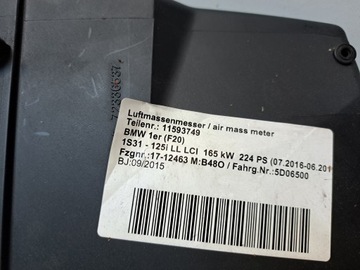 Luftmassenmesser / air mass meter
Teilenr.: 11593749
BMW 1er (F20)
1S31 - 125i LL LCI 165 kW 224 PS (07.2016-06.201
Fzgnr.:17-12463 M:B48O / Fahrg.Nr.:5D06500
BJ:09/2015